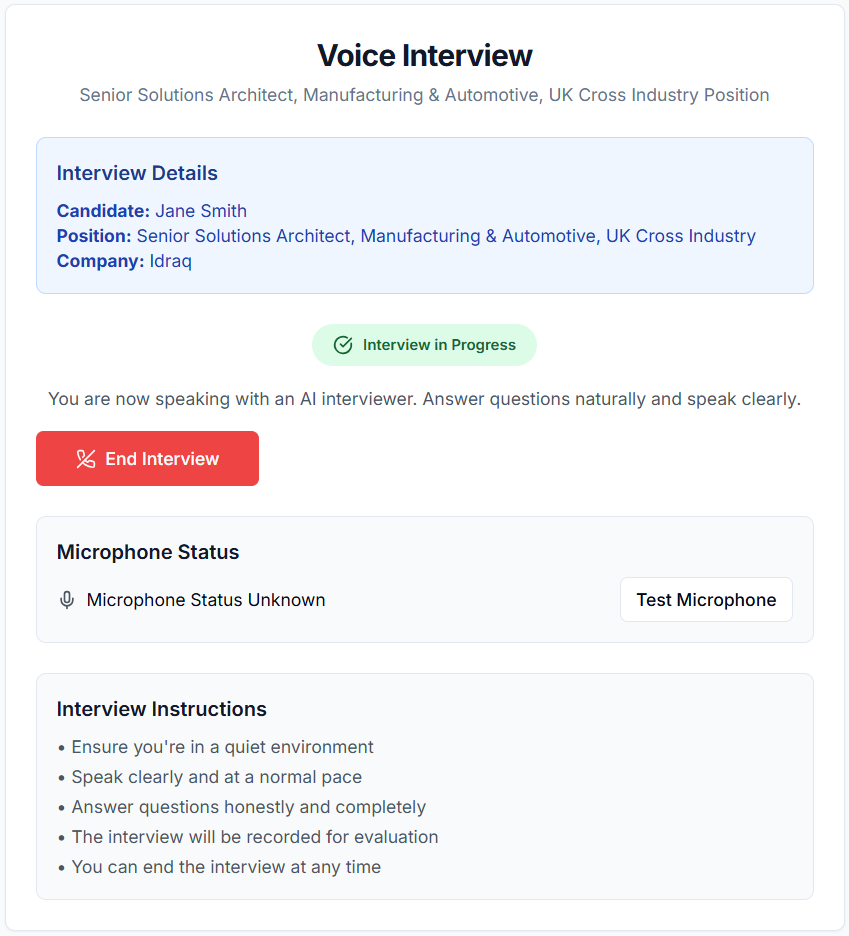 Voice Interview
Senior Solutions Architect, Manufacturing & Automotive, UK Cross Industry Position
Interview Details
Candidate: Jane Smith
Position: Senior Solutions Architect, Manufacturing & Automotive, UK Cross Industry
Company: Idraq
Interview in Progress
You are now speaking with an AI interviewer. Answer questions naturally and speak clearly.
End Interview
Microphone Status
Microphone Status Unknown
Test Microphone
Interview Instructions
• Ensure you're in a quiet environment
• Speak clearly and at a normal pace
• Answer questions honestly and completely
• The interview will be recorded for evaluation
• You can end the interview at any time